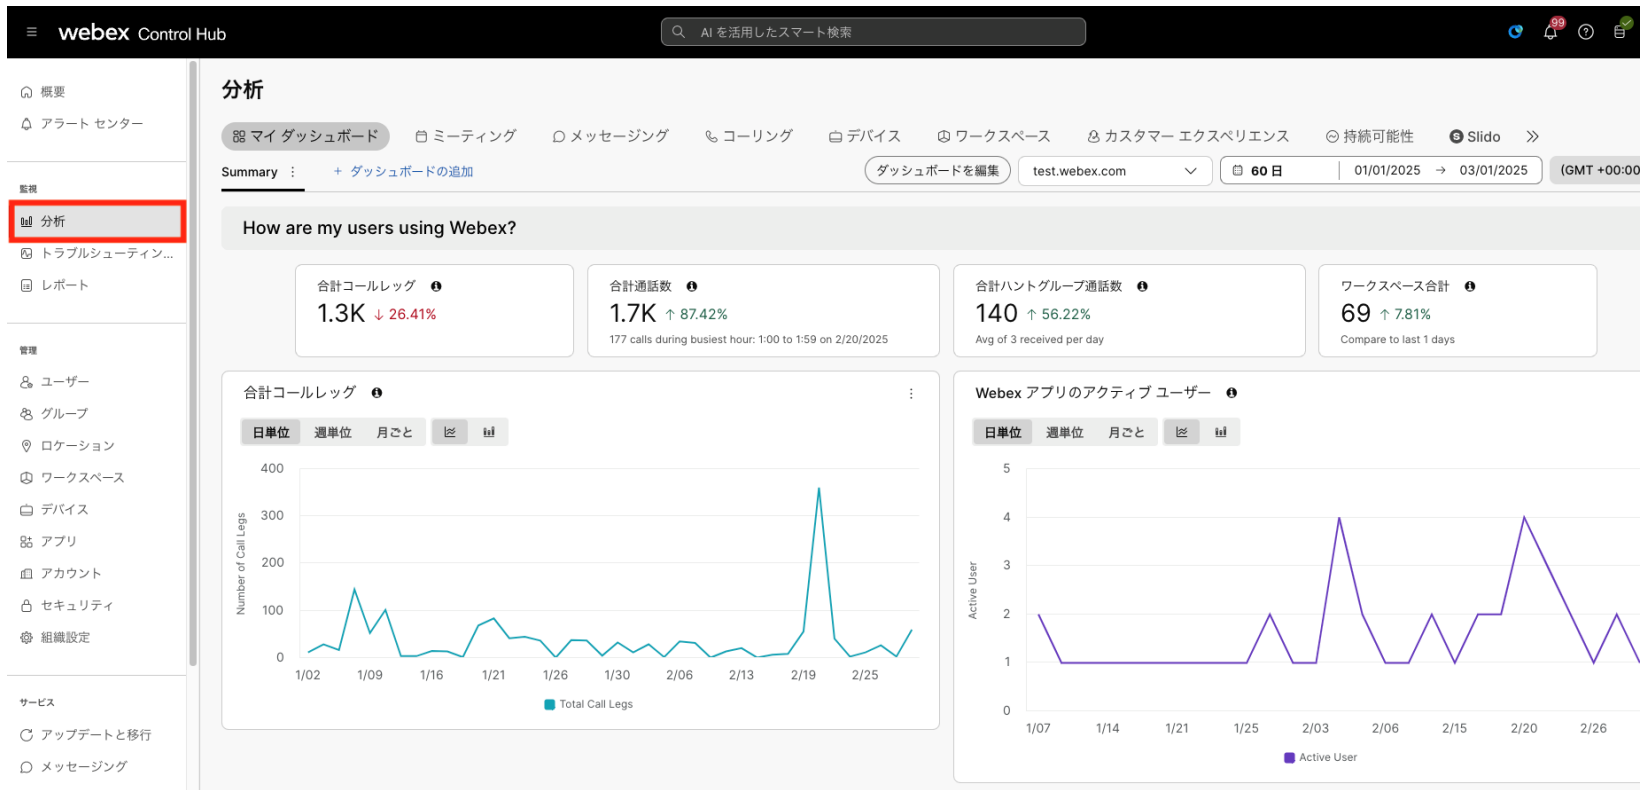 webex Control Hub
AI を活用したスマート検索
99
概要
アラート センター
監視
分析
トラブルシューティン...
レポート
管理
ユーザー
グループ
ロケーション
ワークスペース
デバイス
アプリ
アカウント
セキュリティ
組織設定
サービス
アップデートと移行
メッセージング
分析
マイ ダッシュボード
ミーティング
メッセージング
コーリング
デバイス
ワークスペース
カスタマー エクスペリエンス
持続可能性
S Slido
Summary
+ ダッシュボードの追加
ダッシュボードを編集
test.webex.com
60 日
01/01/2025 → 03/01/2025
(GMT +00:00
How are my users using Webex?
合計コールレッグ
1.3K ↓ 26.41%
合計通話数
1.7K ↑ 87.42%
177 calls during busiest hour: 1:00 to 1:59 on 2/20/2025
合計ハントグループ通話数
140 ↑ 56.22%
Avg of 3 received per day
ワークスペース合計
69 ↑ 7.81%
Compare to last 1 days
合計コールレッグ
日単位 週単位 月ごと
Number of Call Legs
400
300
200
100
0
1/02 1/09 1/16 1/21 1/26 1/30 2/06 2/13 2/19 2/25
Total Call Legs
Webex アプリのアクティブ ユーザー
日単位 週単位 月ごと
Active User
5
4
3
2
1
0
1/07 1/14 1/21 1/25 2/03 2/06 2/15 2/20 2/26
Active User